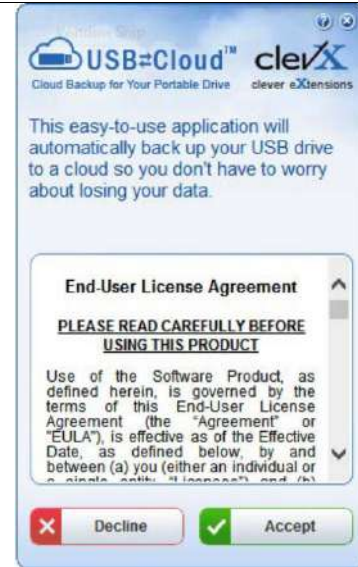 USB⇄Cloud™
Cloud Backup for Your Portable Drive
clevX
clever eXtensions
This easy-to-use application will
automatically back up your USB drive
to a cloud so you don't have to worry
about losing your data.
End-User License Agreement
PLEASE READ CAREFULLY BEFORE
USING THIS PRODUCT
Use of the Software Product, as
defined herein, is governed by the
terms of this End-User License
Agreement (the "Agreement" or
"EULA"), is effective as of the Effective
Date, as defined below, by and
between (a) you (either an individual or
a single entity "Licensee") and (b)
Decline
Accept